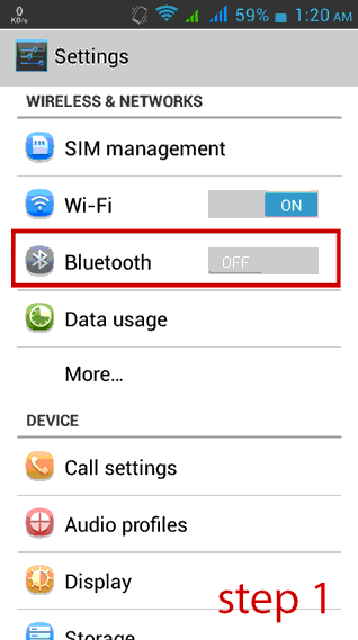 0
KB/s
59%
1:20 AM
Settings
WIRELESS & NETWORKS
SIM management
Wi-Fi
ON
Bluetooth
OFF
Data usage
More...
DEVICE
Call settings
Audio profiles
Display
step 1
Storage